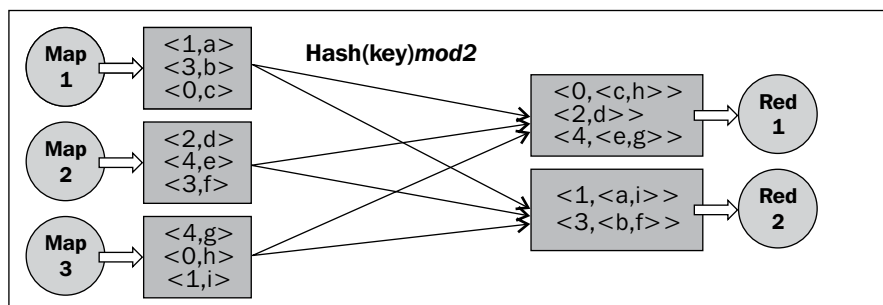 Map
1
<1,a>
<3,b>
<0,c>
Hash(key)mod2
Map
2
<2,d>
<4,e>
<3,f>
Map
3
<4,g>
<0,h>
<1,i>
<0,<c,h>>
<2,d>>
<4,<e,g>>
Red
1
<1,<a,i>>
<3,<b,f>>
Red
2